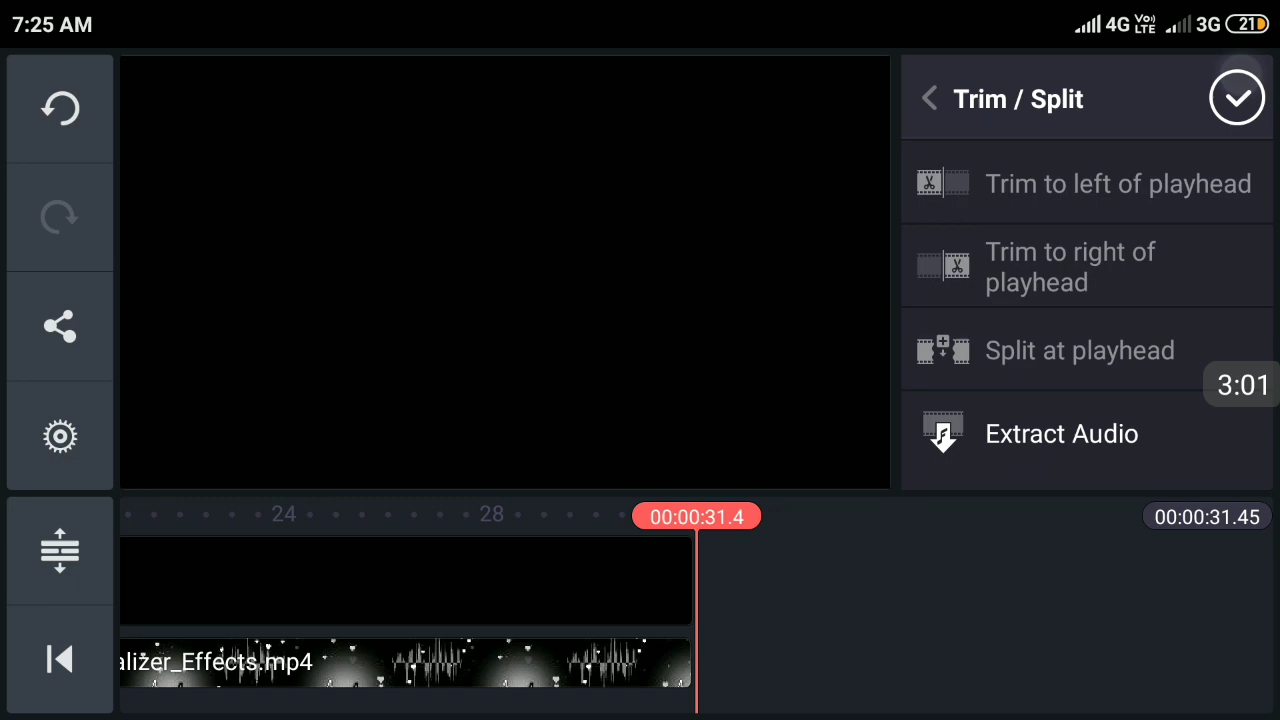 7:25 AM
4G Vo) LTE 3G 21
Trim / Split
Trim to left of playhead
Trim to right of
playhead
Split at playhead
3:01
Extract Audio
24 28 00:00:31.4 00:00:31.45
alizer_Effects.mp4